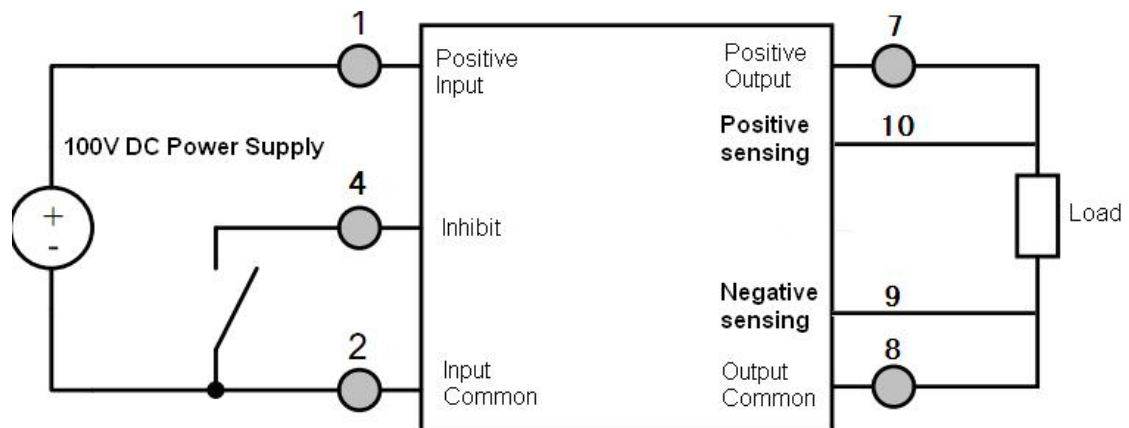 1
7
Positive
Input
Positive
Output
100V DC Power Supply
Positive
sensing
10
4
+
-
Inhibit
Load
Negative
sensing
9
2
8
Input
Common
Output
Common